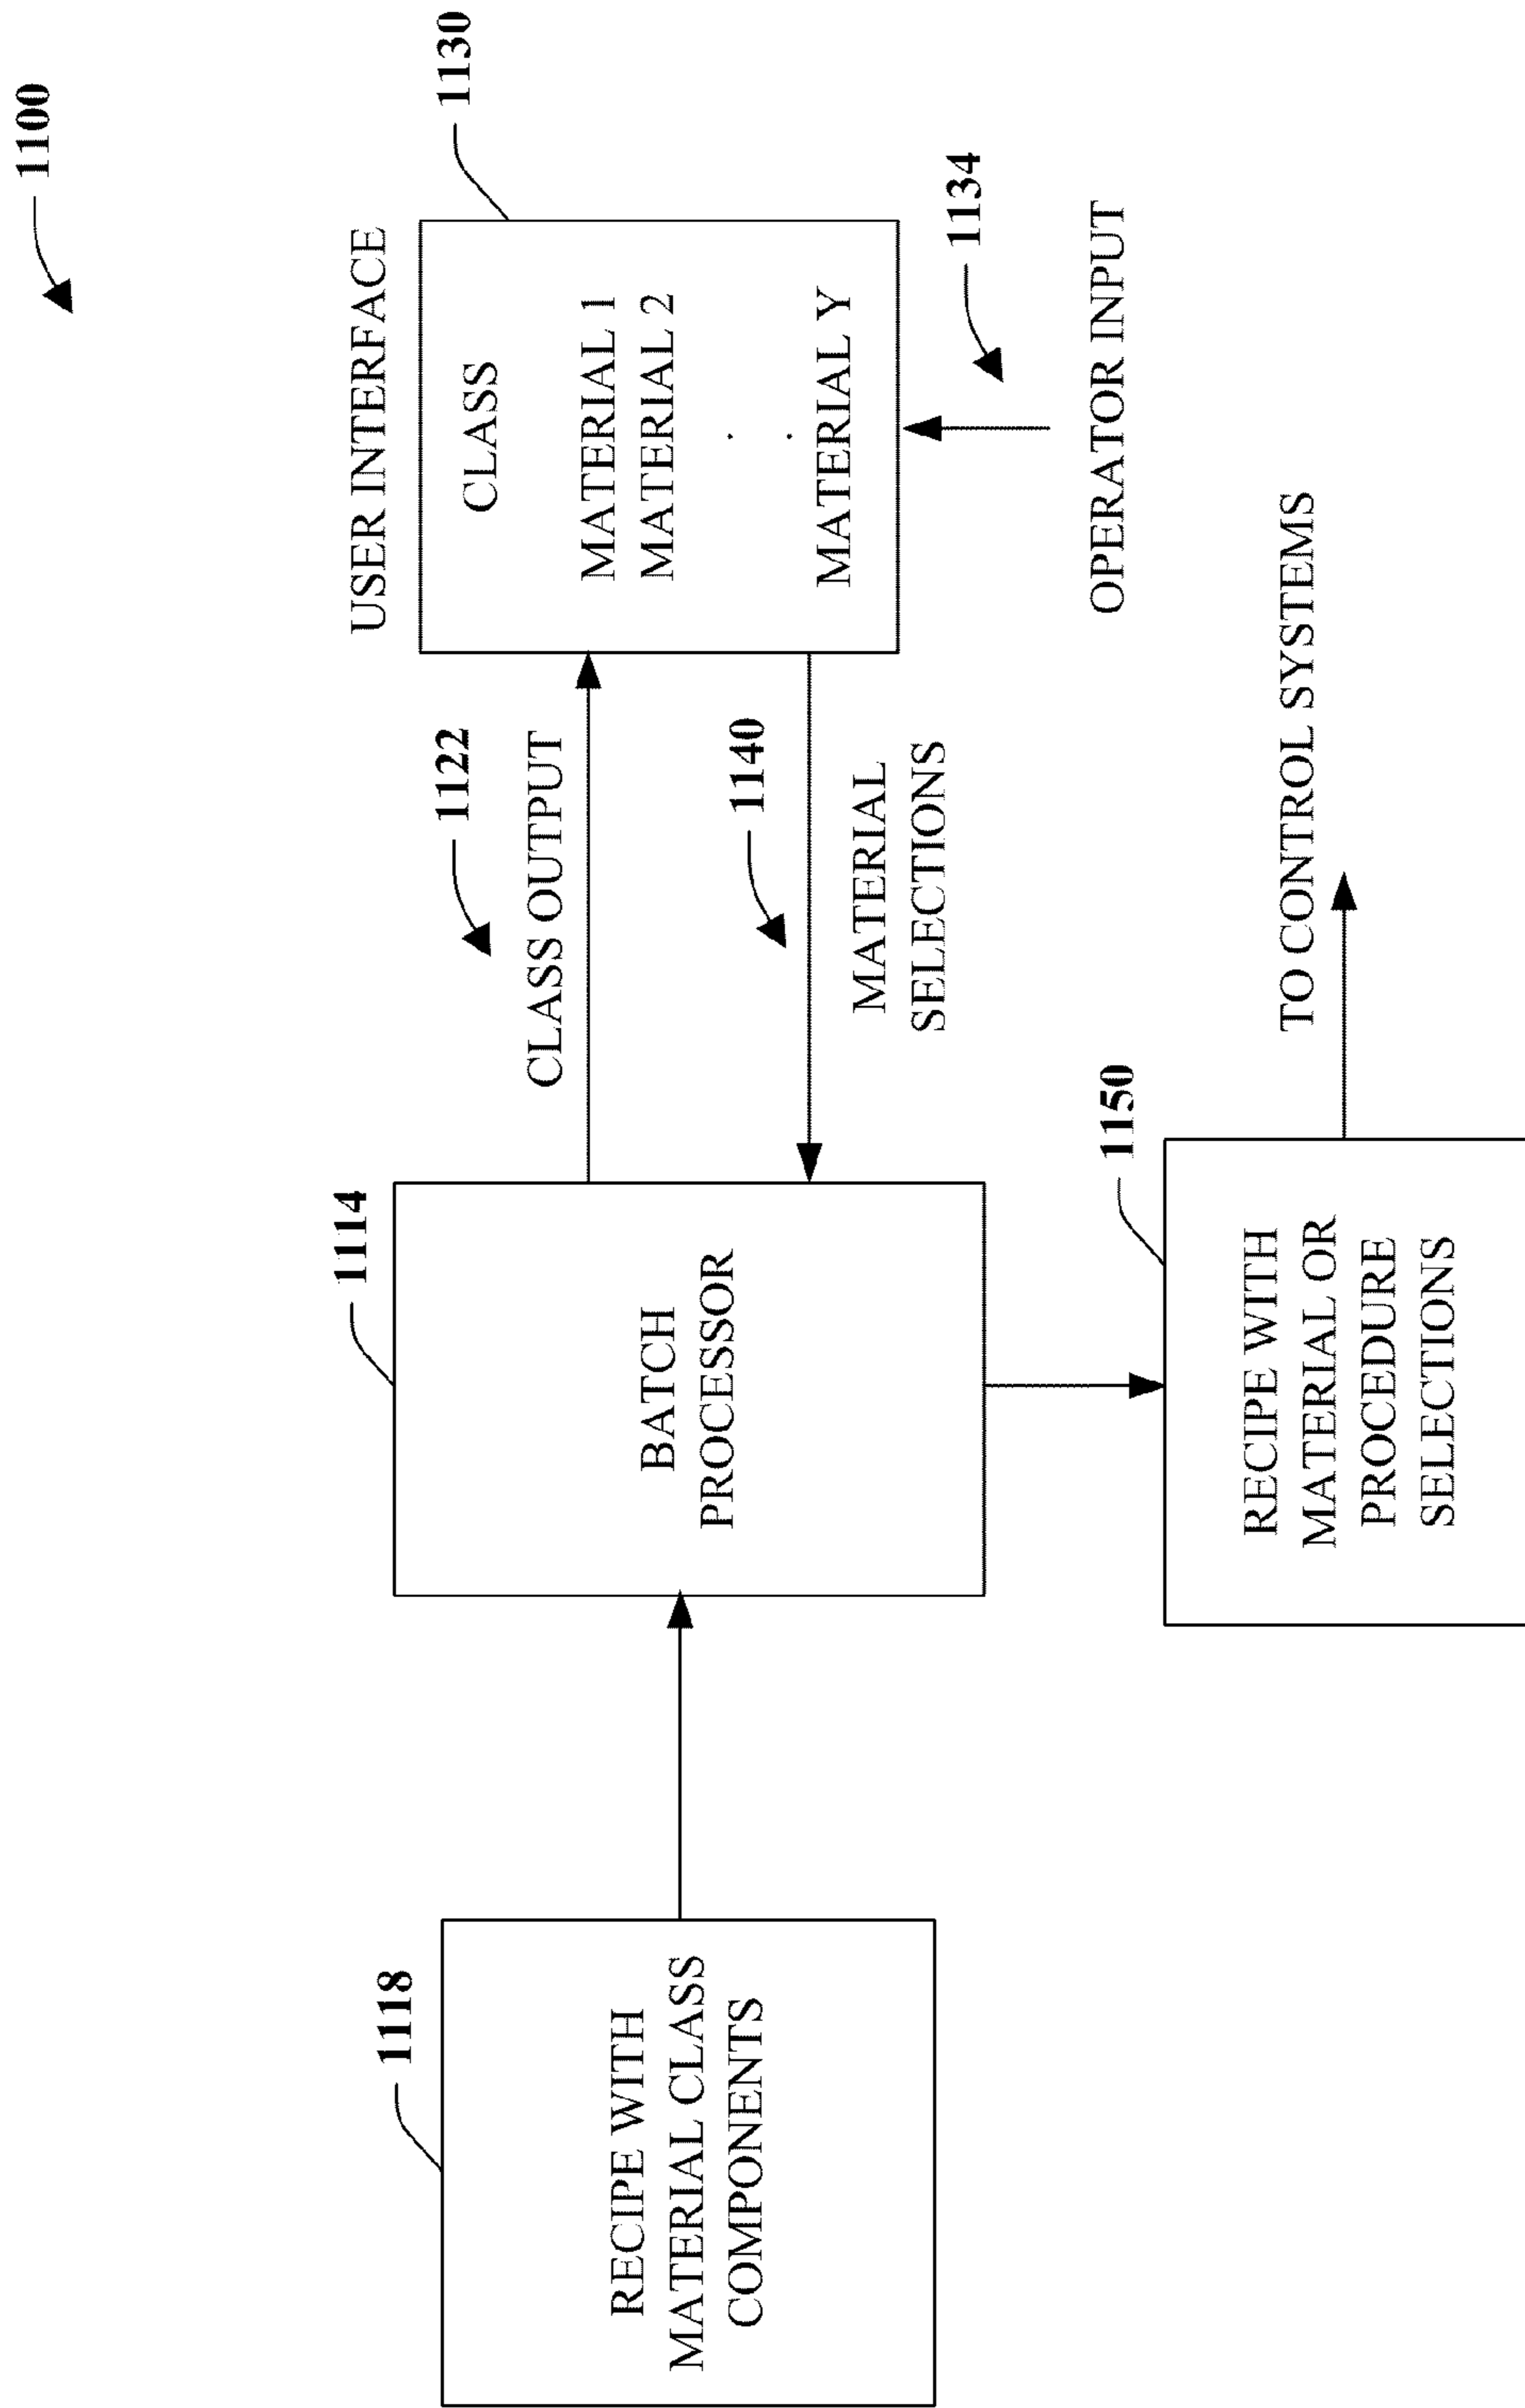 1100
1118
RECIPE WITH
MATERIAL CLASS
COMPONENTS
1114
BATCH
PROCESSOR
1122
CLASS OUTPUT
1140
MATERIAL
SELECTIONS
USER INTERFACE
1130
CLASS
MATERIAL 1
MATERIAL 2
.
.
MATERIAL Y
1134
OPERATOR INPUT
1150
RECIPE WITH
MATERIAL OR
PROCEDURE
SELECTIONS
TO CONTROL SYSTEMS